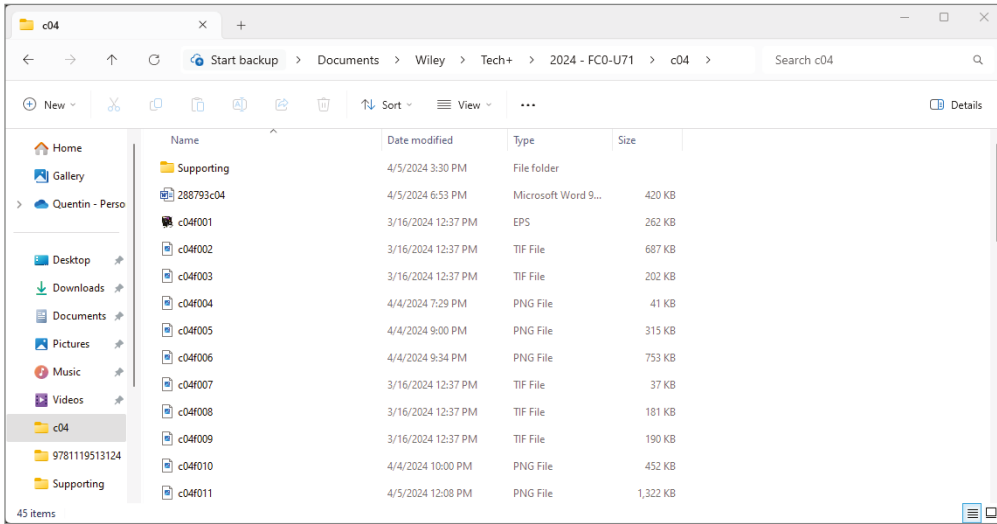 c04
Start backup > Documents > Wiley > Tech+ > 2024 - FC0-U71 > c04 > Search c04
New Sort View ... Details
Home
Gallery
Quentin - Perso
Desktop
Downloads
Documents
Pictures
Music
Videos
c04
9781119513124
Supporting
Name Date modified Type Size
Supporting 4/5/2024 3:30 PM File folder
288793c04 4/5/2024 6:53 PM Microsoft Word 9... 420 KB
c04f001 3/16/2024 12:37 PM EPS 262 KB
c04f002 3/16/2024 12:37 PM TIF File 687 KB
c04f003 3/16/2024 12:37 PM TIF File 202 KB
c04f004 4/4/2024 7:29 PM PNG File 41 KB
c04f005 4/4/2024 9:00 PM PNG File 315 KB
c04f006 4/4/2024 9:34 PM PNG File 753 KB
c04f007 3/16/2024 12:37 PM TIF File 37 KB
c04f008 3/16/2024 12:37 PM TIF File 181 KB
c04f009 3/16/2024 12:37 PM TIF File 190 KB
c04f010 4/4/2024 10:00 PM PNG File 452 KB
c04f011 4/5/2024 12:08 PM PNG File 1,322 KB
45 items